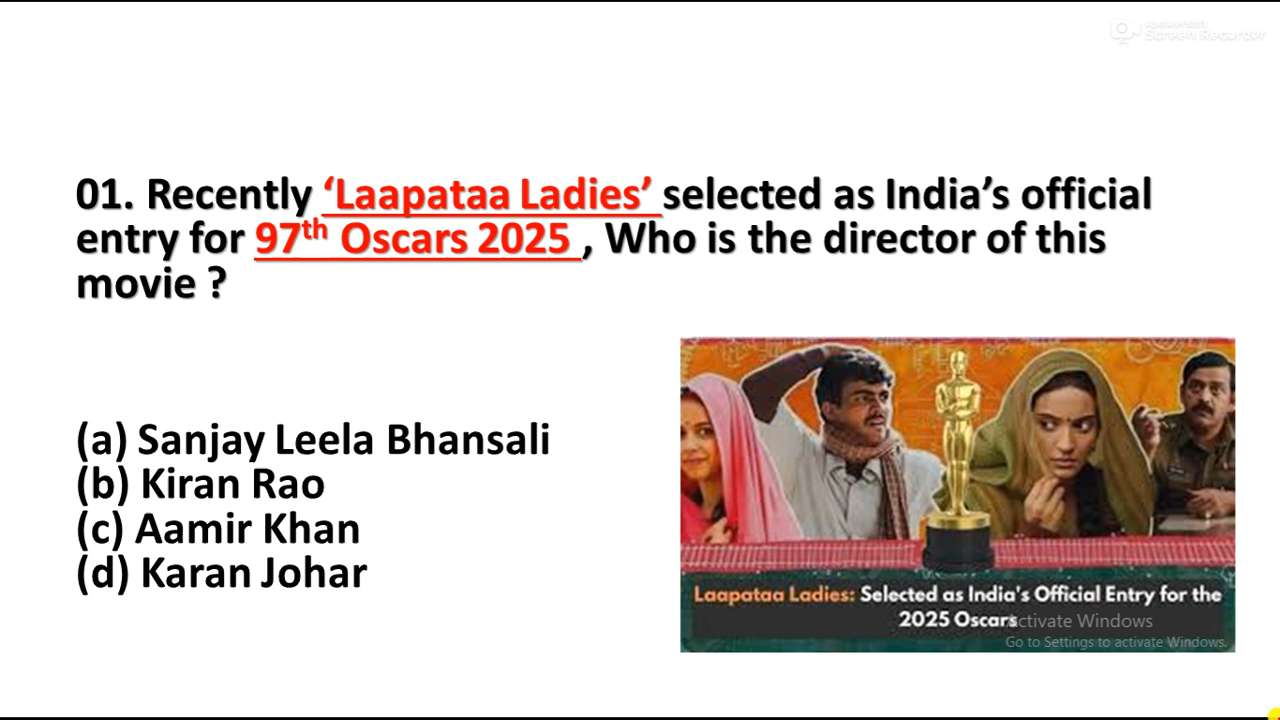 Apowersoft
Screen Recorder
01. Recently ‘Laapataa Ladies’ selected as India’s official
entry for 97th Oscars 2025 , Who is the director of this
movie ?
(a) Sanjay Leela Bhansali
(b) Kiran Rao
(c) Aamir Khan
(d) Karan Johar
Laapataa Ladies: Selected as India's Official Entry for the
2025 Oscars
Activate Windows
Go to Settings to activate Windows.